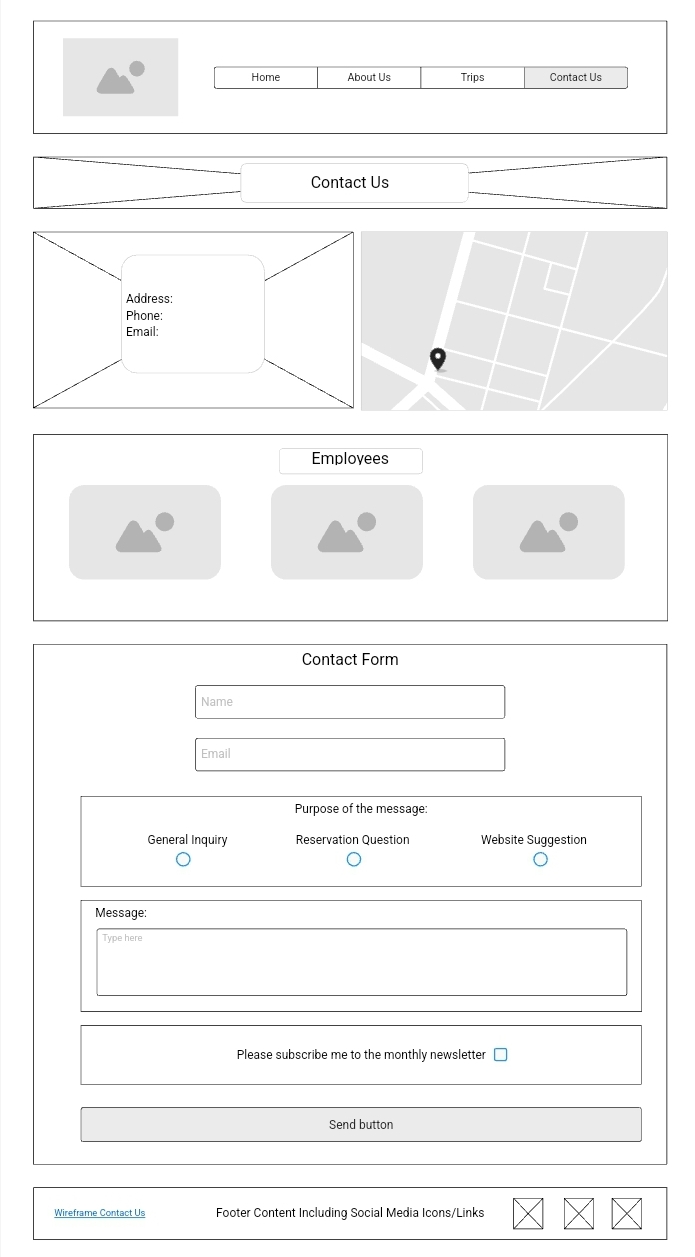 Home
About Us
Trips
Contact Us
Contact Us
Address:
Phone:
Email:
Employees
Contact Form
Name
Email
Purpose of the message:
General Inquiry
Reservation Question
Website Suggestion
Message:
Type here
Please subscribe me to the monthly newsletter
Send button
Wireframe Contact Us
Footer Content Including Social Media Icons/Links